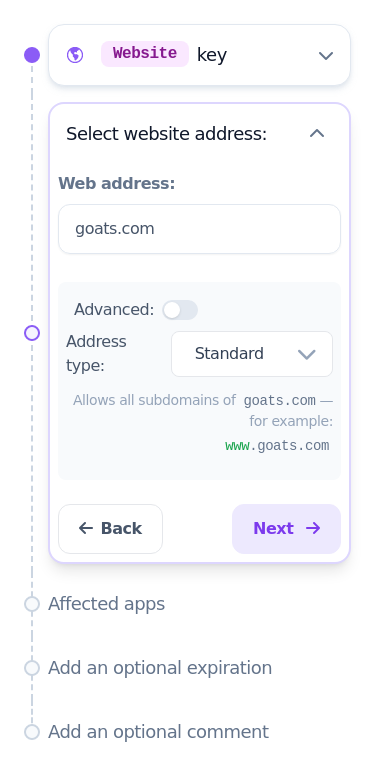 Website key
Select website address:
Web address:
goats.com
Advanced:
Address
type:
Standard
Allows all subdomains of goats.com —
for example:
www.goats.com
← Back
Next →
Affected apps
Add an optional expiration
Add an optional comment